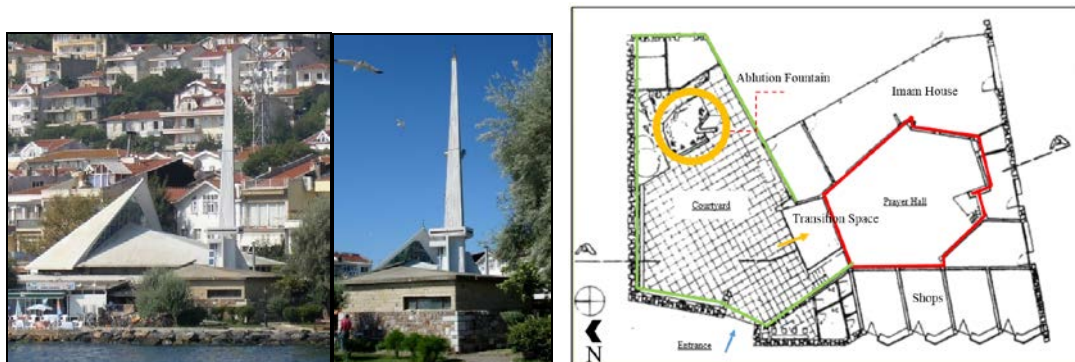 Ablution Fountain
Imam House
Courtyard
Prayer Hall
Transition Space
Shops
Entrance
N